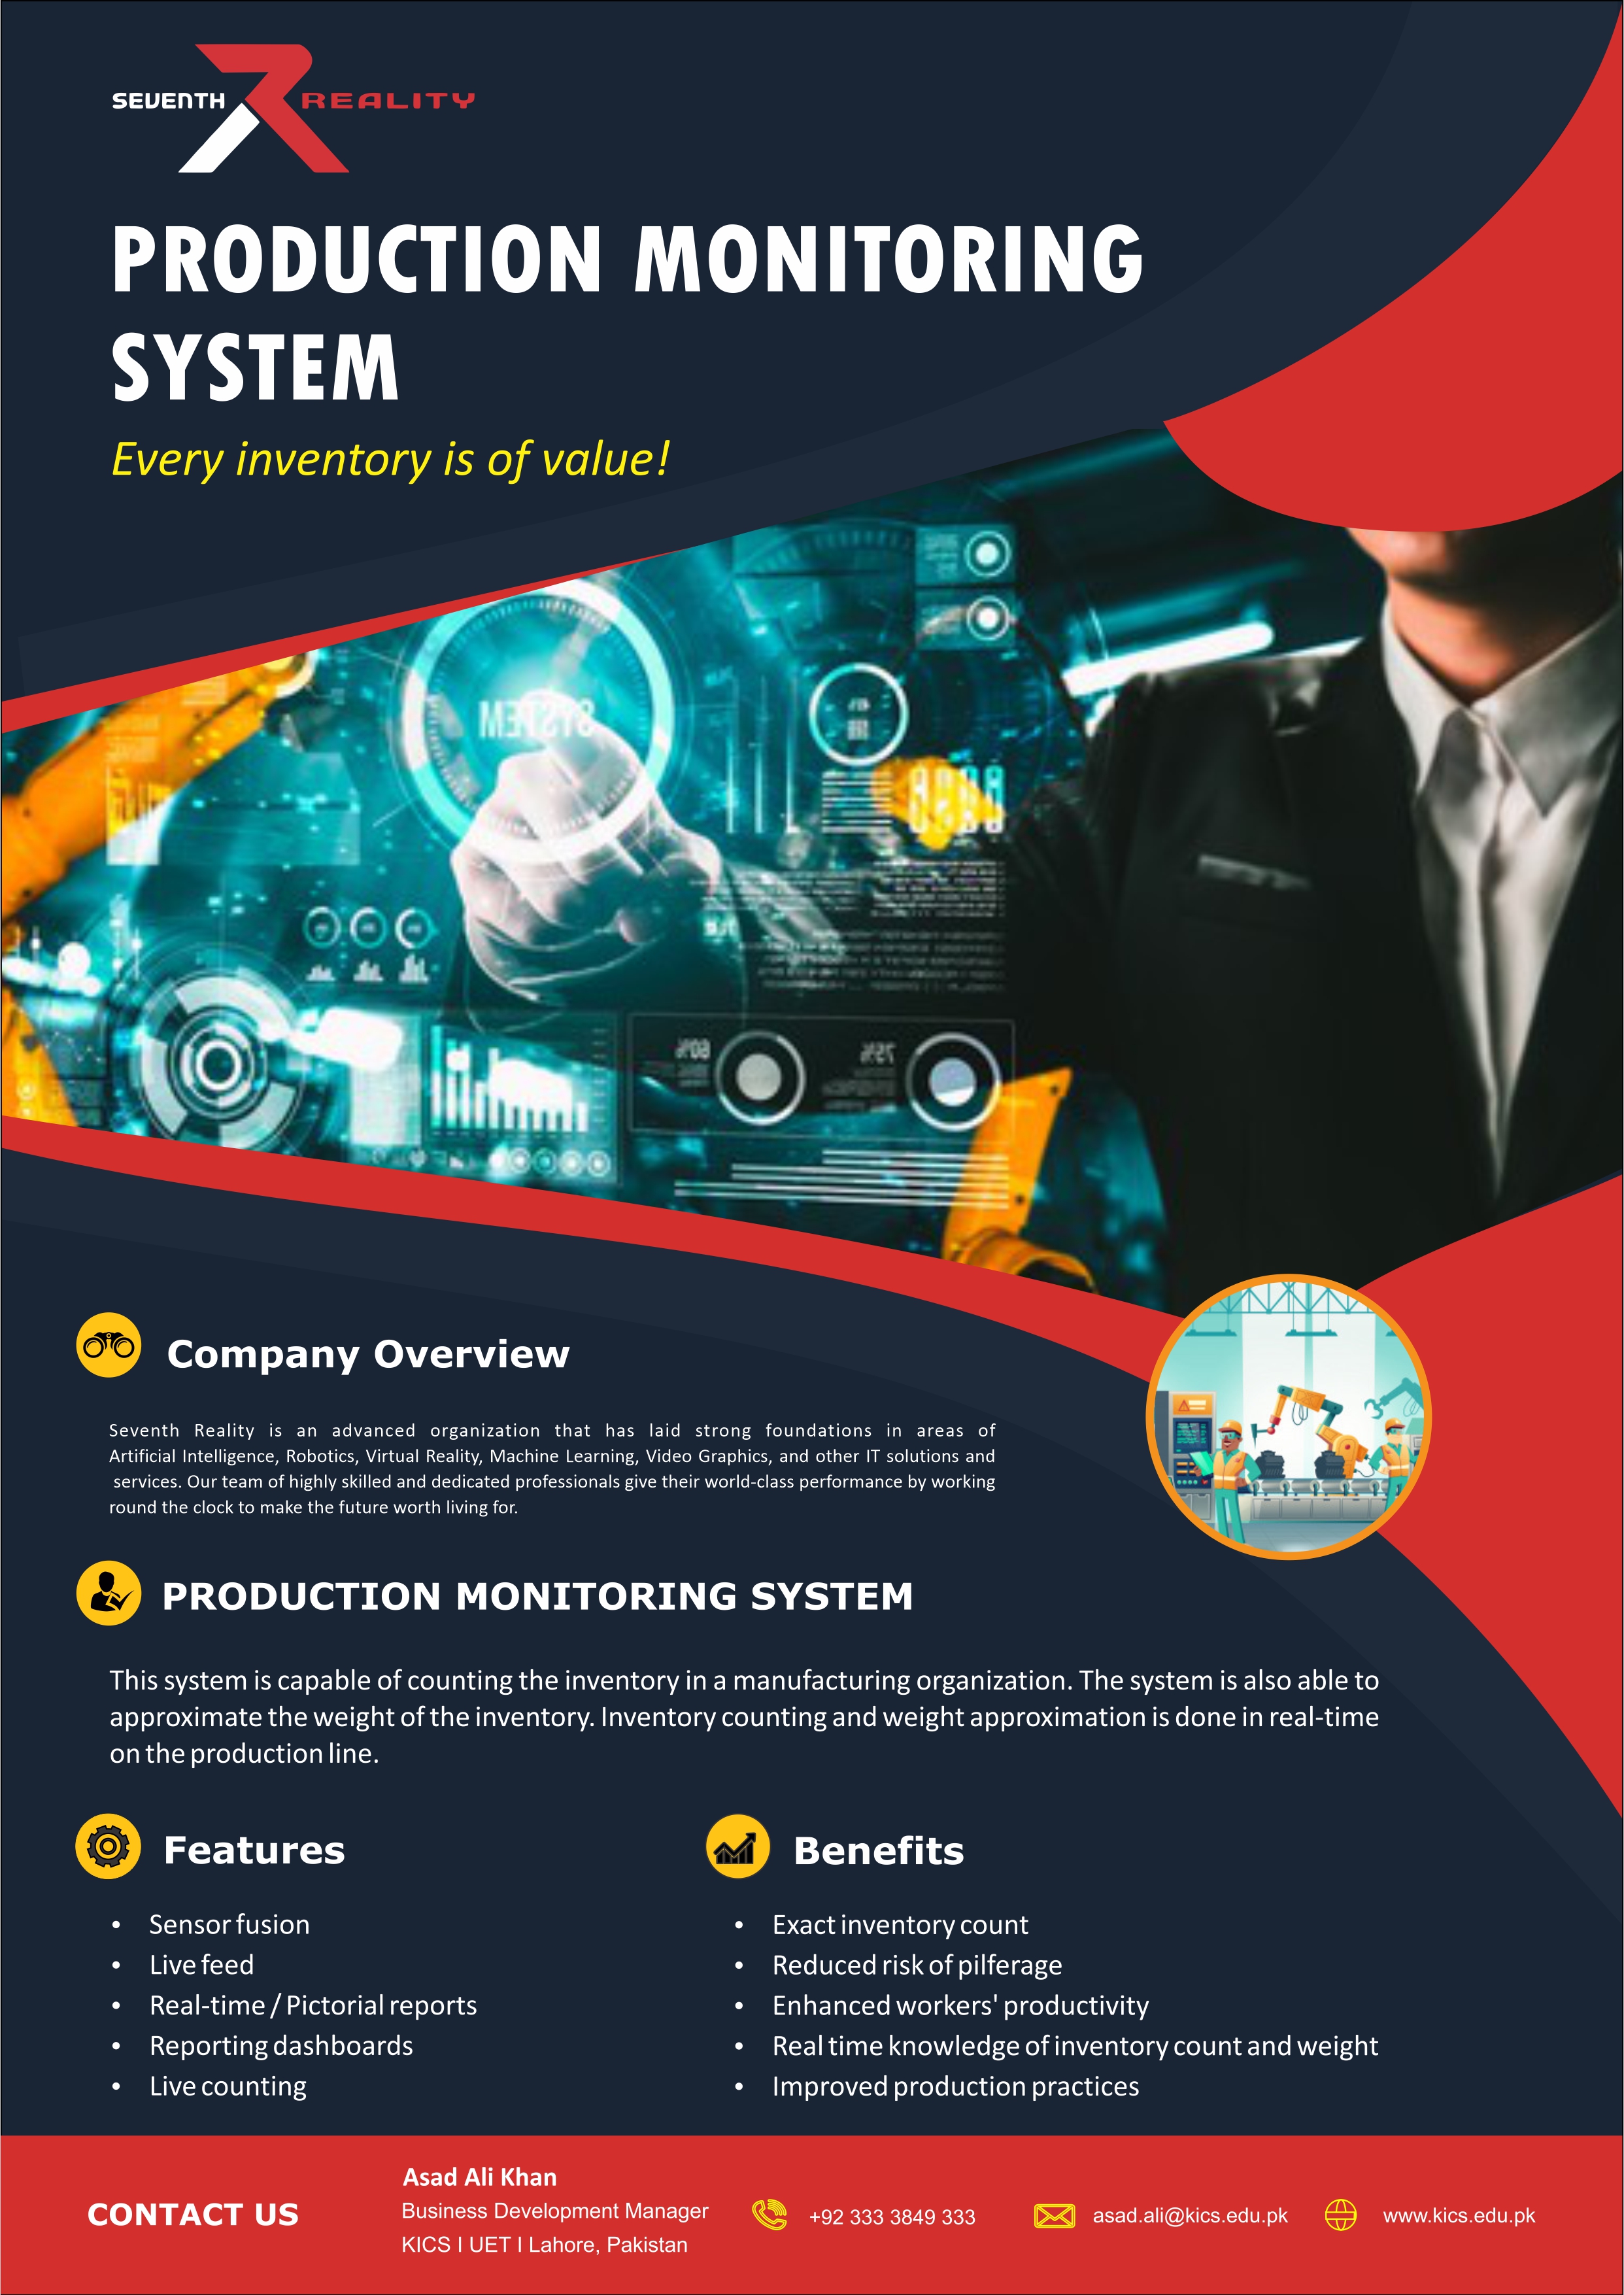 SEVENTH REALITY
PRODUCTION MONITORING
SYSTEM
Every inventory is of value!
SYSTEM
60%
75%
Company Overview
Seventh Reality is an advanced organization that has laid strong foundations in areas of
Artificial Intelligence, Robotics, Virtual Reality, Machine Learning, Video Graphics, and other IT solutions and
services. Our team of highly skilled and dedicated professionals give their world-class performance by working
round the clock to make the future worth living for.
PRODUCTION MONITORING SYSTEM
This system is capable of counting the inventory in a manufacturing organization. The system is also able to
approximate the weight of the inventory. Inventory counting and weight approximation is done in real-time
on the production line.
Features
• Sensor fusion
• Live feed
• Real-time / Pictorial reports
• Reporting dashboards
• Live counting
Benefits
• Exact inventory count
• Reduced risk of pilferage
• Enhanced workers' productivity
• Real time knowledge of inventory count and weight
• Improved production practices
CONTACT US
Asad Ali Khan
Business Development Manager
KICS I UET I Lahore, Pakistan
+92 333 3849 333
asad.ali@kics.edu.pk
www.kics.edu.pk